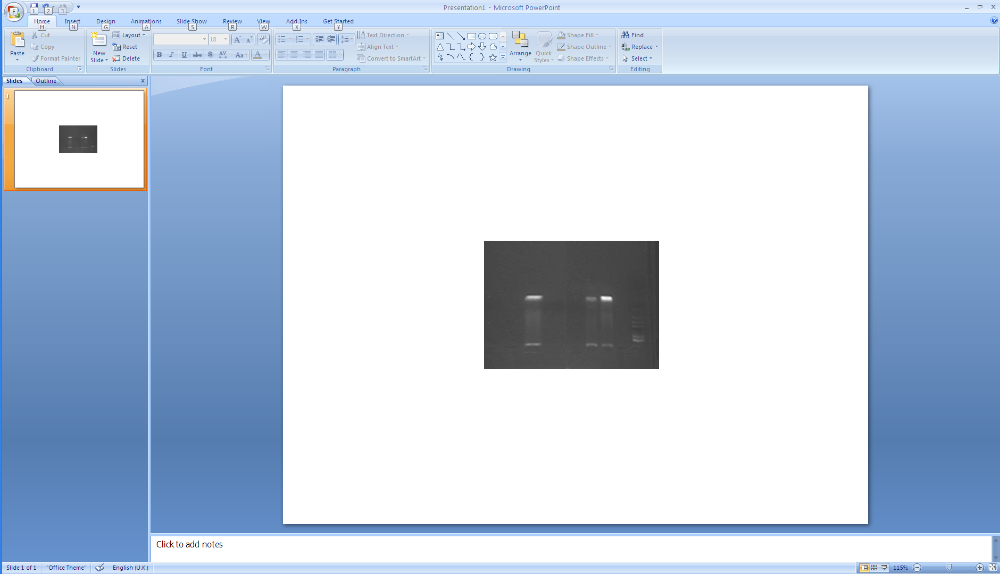 Presentation1 - Microsoft PowerPoint
F 1 2 3
Home Insert Design Animations Slide Show Review View Add-Ins Get Started
H N G A S R W X Y
Paste
Cut
Copy
Format Painter
Clipboard
New Slide
Layout
Reset
Delete
Slides
18
A A
B I U abc S AV Aa A
Font
Text Direction
Align Text
Convert to SmartArt
Paragraph
Arrange
Quick Styles
Shape Fill
Shape Outline
Shape Effects
Drawing
Find
Replace
Select
Editing
Slides Outline x
1
Click to add notes
Slide 1 of 1 "Office Theme" English (U.K.) 115%